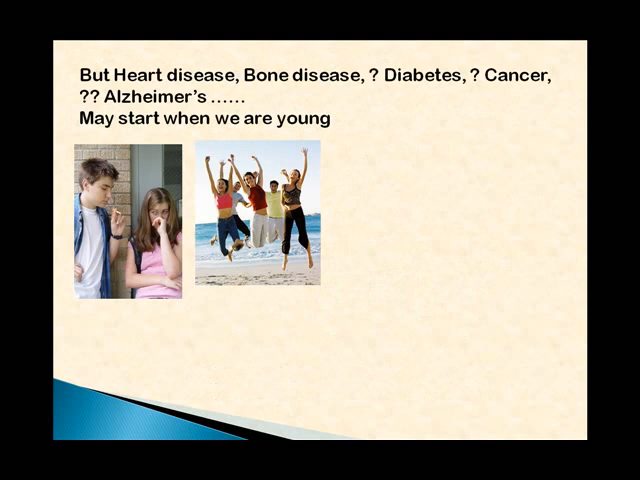 But Heart disease, Bone disease, ? Diabetes, ? Cancer,
?? Alzheimer’s ……
May start when we are young